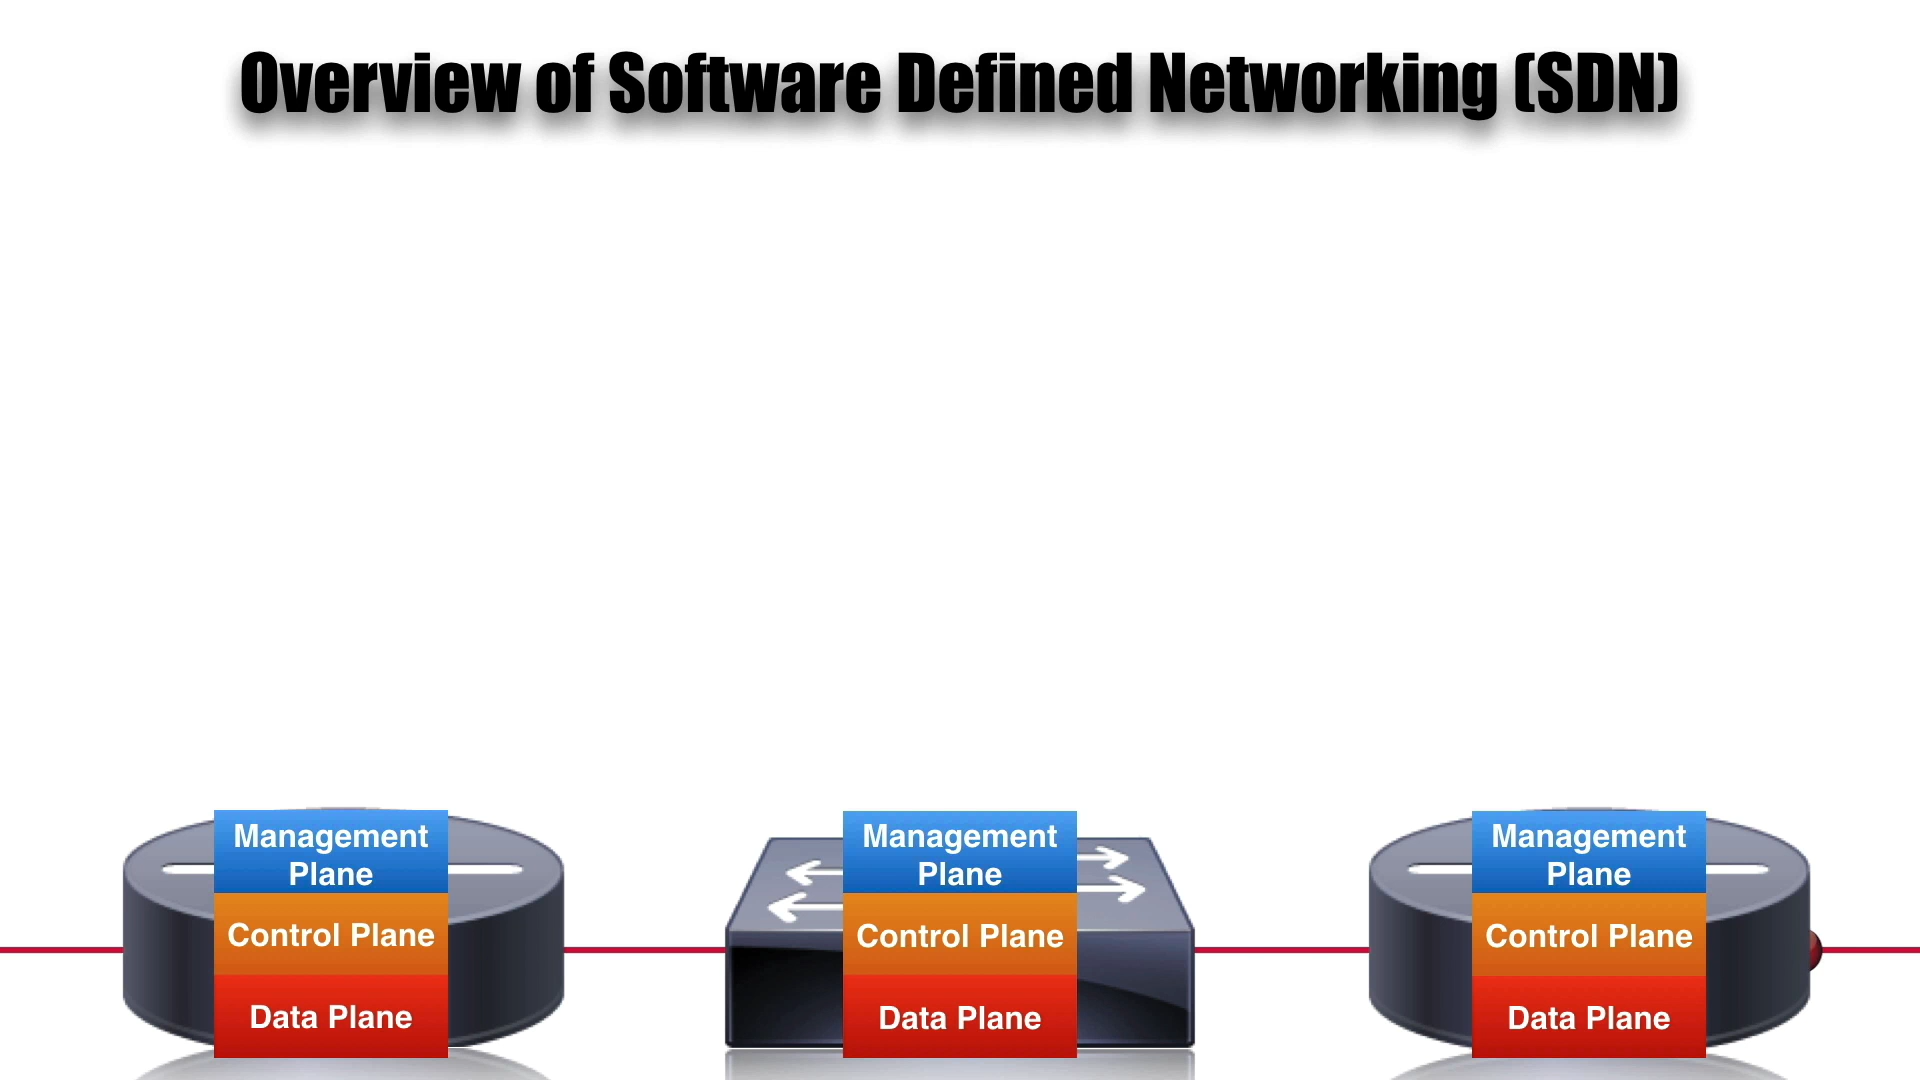 Overview of Software Defined Networking (SDN)
Management
Plane
Control Plane
Data Plane
Management
Plane
Control Plane
Data Plane
Management
Plane
Control Plane
Data Plane